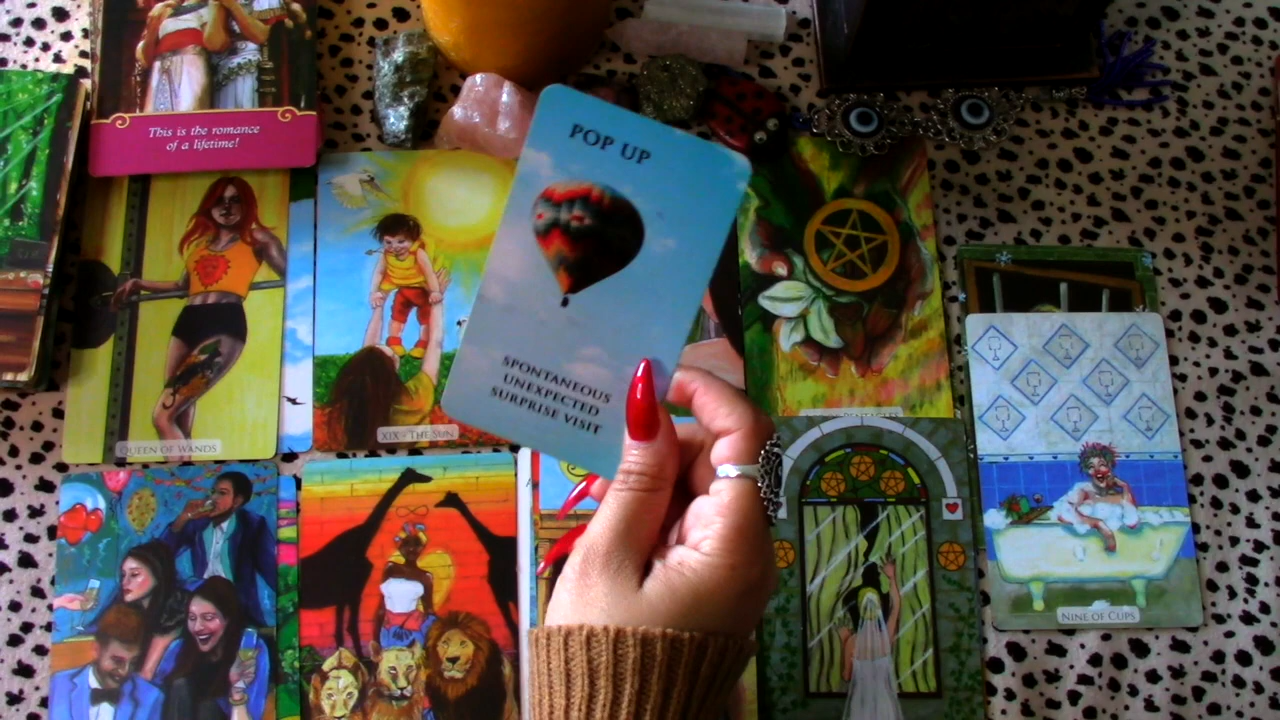 This is the romance
of a lifetime!
POP UP
SPONTANEOUS
UNEXPECTED
SURPRISE VISIT
QUEEN OF WANDS
XIX - THE SUN
PENTACLES
NINE OF CUPS